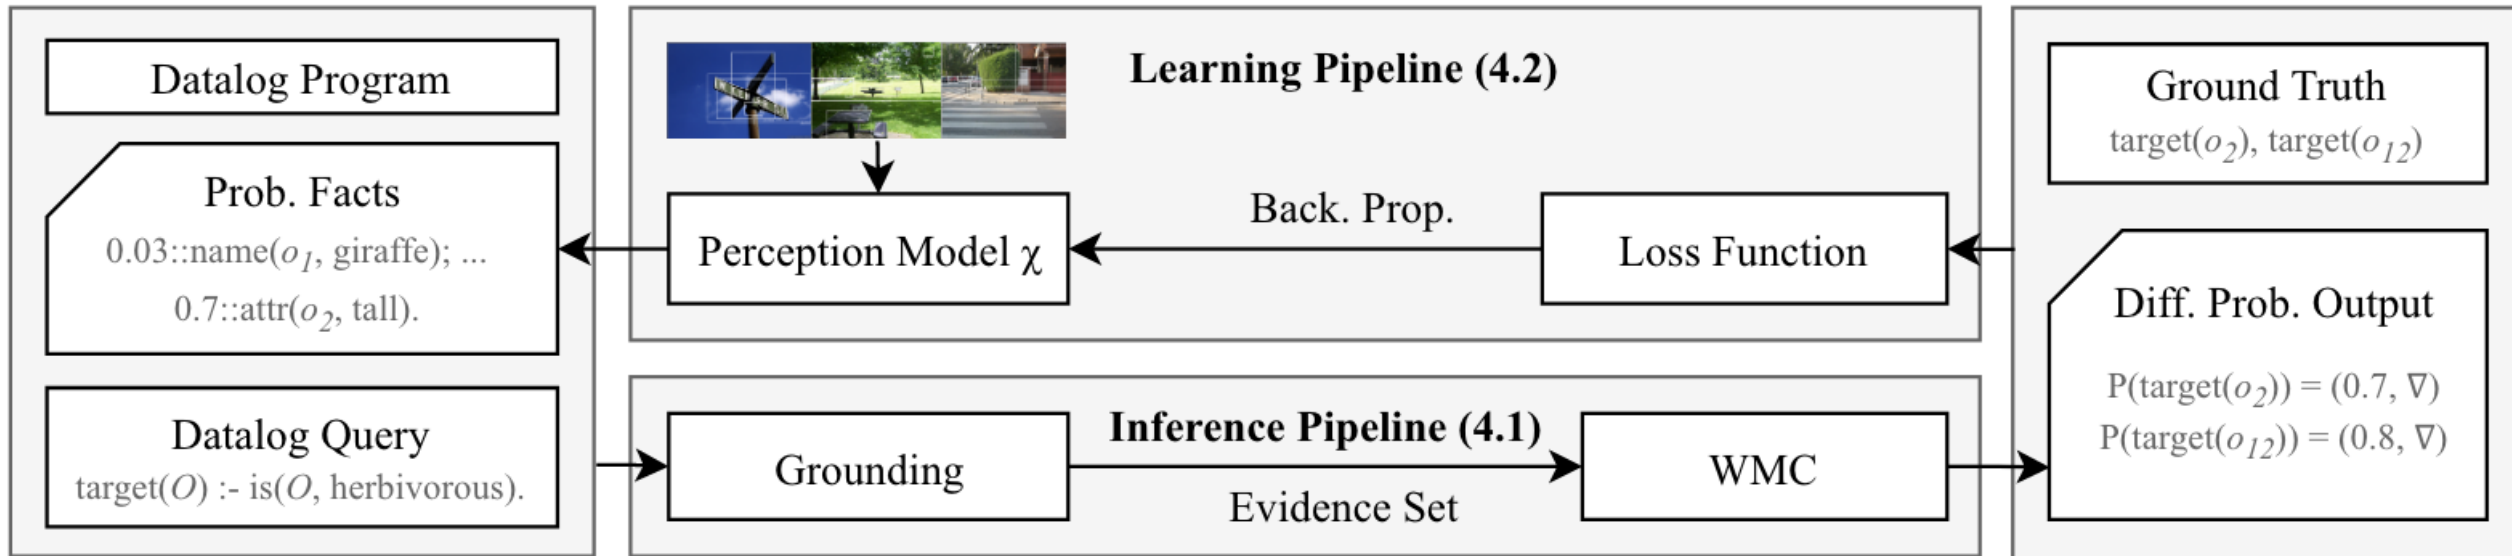 Datalog Program
Prob. Facts
0.03::name(o1, giraffe); ...
0.7::attr(o2, tall).
Datalog Query
target(O) :- is(O, herbivorous).
Learning Pipeline (4.2)
Perception Model χ
Back. Prop.
Loss Function
Inference Pipeline (4.1)
Grounding
Evidence Set
WMC
Ground Truth
target(o2), target(o12)
Diff. Prob. Output
P(target(o2)) = (0.7, ∇)
P(target(o12)) = (0.8, ∇)